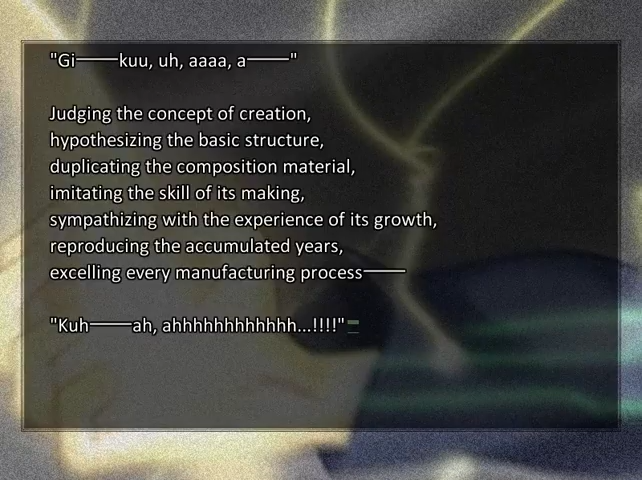 "Gi───kuu, uh, aaaa, a───"
Judging the concept of creation,
hypothesizing the basic structure,
duplicating the composition material,
imitating the skill of its making,
sympathizing with the experience of its growth,
reproducing the accumulated years,
excelling every manufacturing process───
"Kuh───ah, ahhhhhhhhhhhh...!!!!"